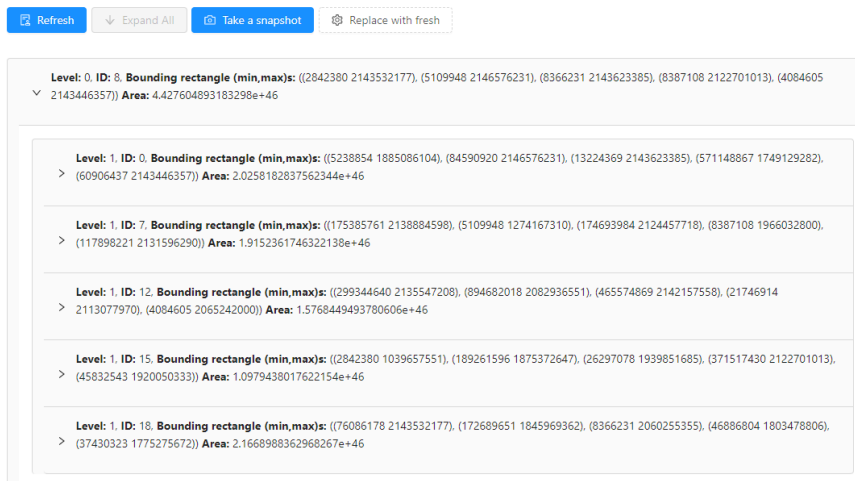 Refresh Expand All Take a snapshot Replace with fresh
Level: 0, ID: 8, Bounding rectangle (min,max)s: ((2842380 2143532177), (5109948 2146576231), (8366231 2143623385), (8387108 2122701013), (4084605
2143446357)) Area: 4.427604893183298e+46
Level: 1, ID: 0, Bounding rectangle (min,max)s: ((5238854 1885086104), (84590920 2146576231), (13224369 2143623385), (571148867 1749129282),
(60906437 2143446357)) Area: 2.0258182837562344e+46
Level: 1, ID: 7, Bounding rectangle (min,max)s: ((175385761 2138884598), (5109948 1274167310), (174693984 2124457718), (8387108 1966032800),
(117898221 2131596290)) Area: 1.9152361746322138e+46
Level: 1, ID: 12, Bounding rectangle (min,max)s: ((299344640 2135547208), (894682018 2082936551), (465574869 2142157558), (21746914
2113077970), (4084605 2065242000)) Area: 1.5768449493780606e+46
Level: 1, ID: 15, Bounding rectangle (min,max)s: ((2842380 1039657551), (189261596 1875372647), (26297078 1939851685), (371517430 2122701013),
(45832543 1920050333)) Area: 1.0979438017622154e+46
Level: 1, ID: 18, Bounding rectangle (min,max)s: ((76086178 2143532177), (172689651 1845969362), (8366231 2060255355), (46886804 1803478806),
(37430323 1775275672)) Area: 2.1668988362968267e+46